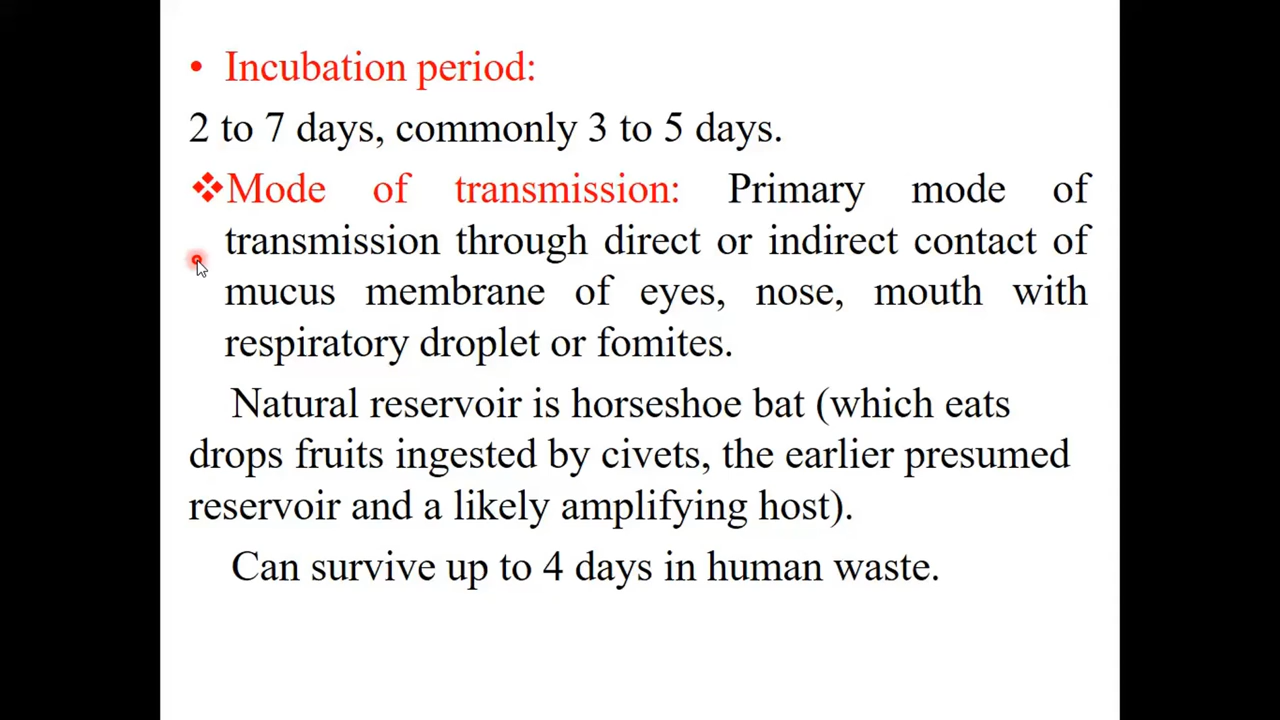 • Incubation period:
2 to 7 days, commonly 3 to 5 days.
❖Mode of transmission: Primary mode of
transmission through direct or indirect contact of
mucus membrane of eyes, nose, mouth with
respiratory droplet or fomites.
Natural reservoir is horseshoe bat (which eats
drops fruits ingested by civets, the earlier presumed
reservoir and a likely amplifying host).
Can survive up to 4 days in human waste.